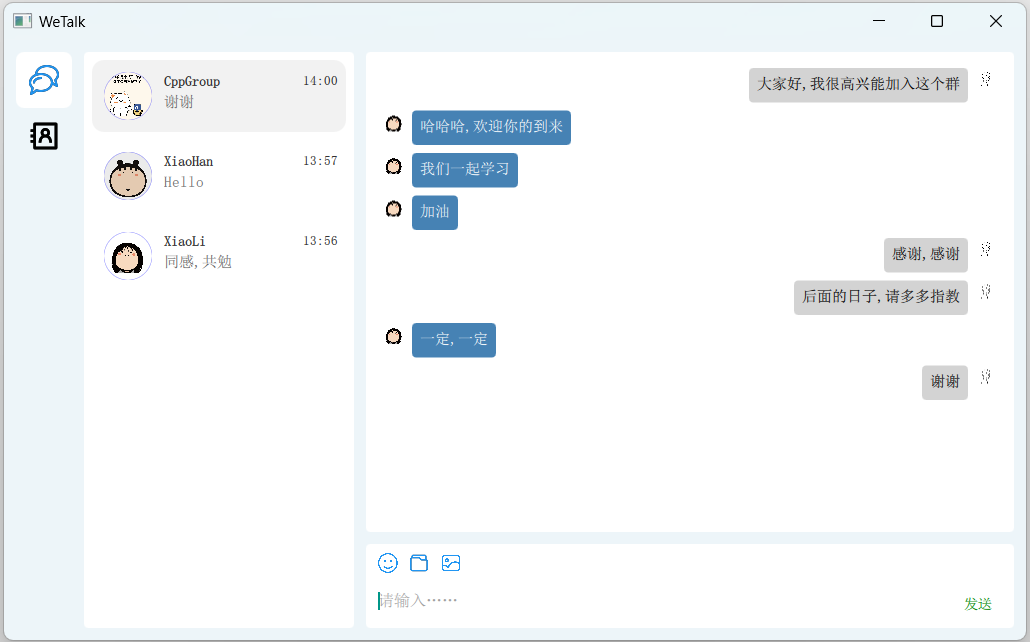 WeTalk
CppGroup 14:00
谢谢
XiaoHan 13:57
Hello
XiaoLi 13:56
同感,共勉
大家好,我很高兴能加入这个群
哈哈哈,欢迎你的到来
我们一起学习
加油
感谢,感谢
后面的日子,请多多指教
一定,一定
谢谢
请输入……
发送